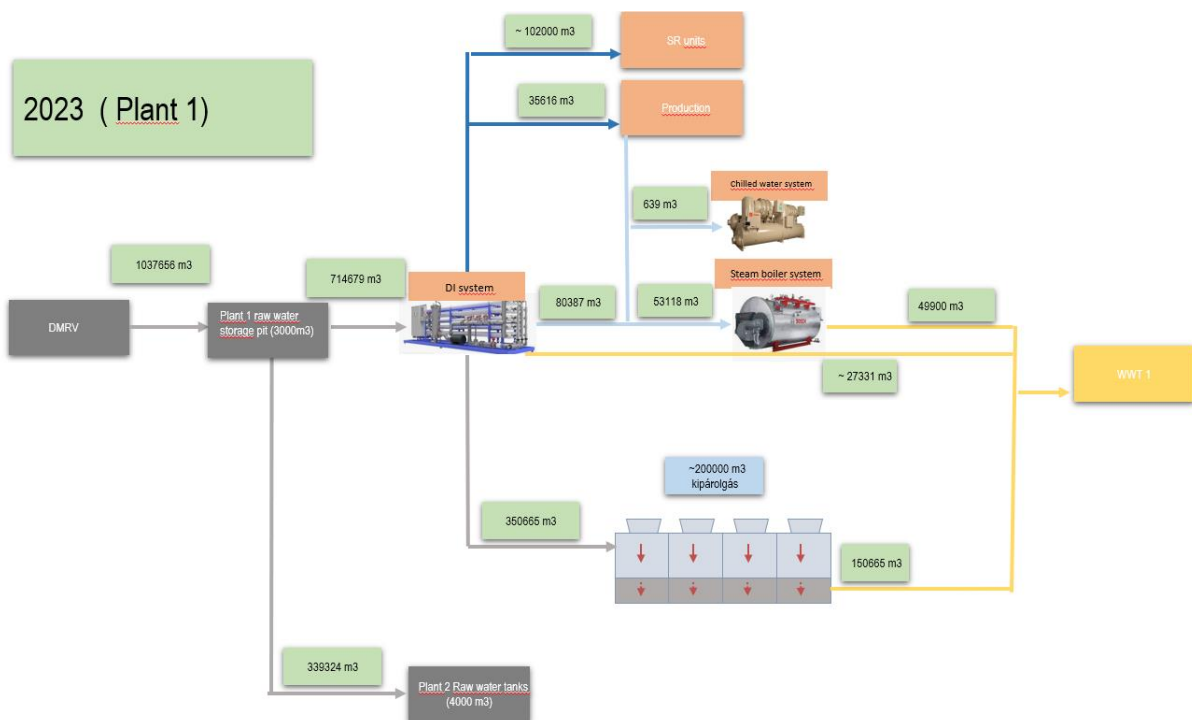 2023 ( Plant 1)
~ 102000 m3
SR units
35616 m3
Production
Chilled water system
639 m3
1037656 m3
714679 m3
DI system
Steam boiler system
80387 m3
53118 m3
49900 m3
DMRV
Plant 1 raw water
storage pit (3000m3)
~ 27331 m3
WWT 1
~200000 m3
kipárolgás
350665 m3
150665 m3
339324 m3
Plant 2 Raw water tanks
(4000 m3)